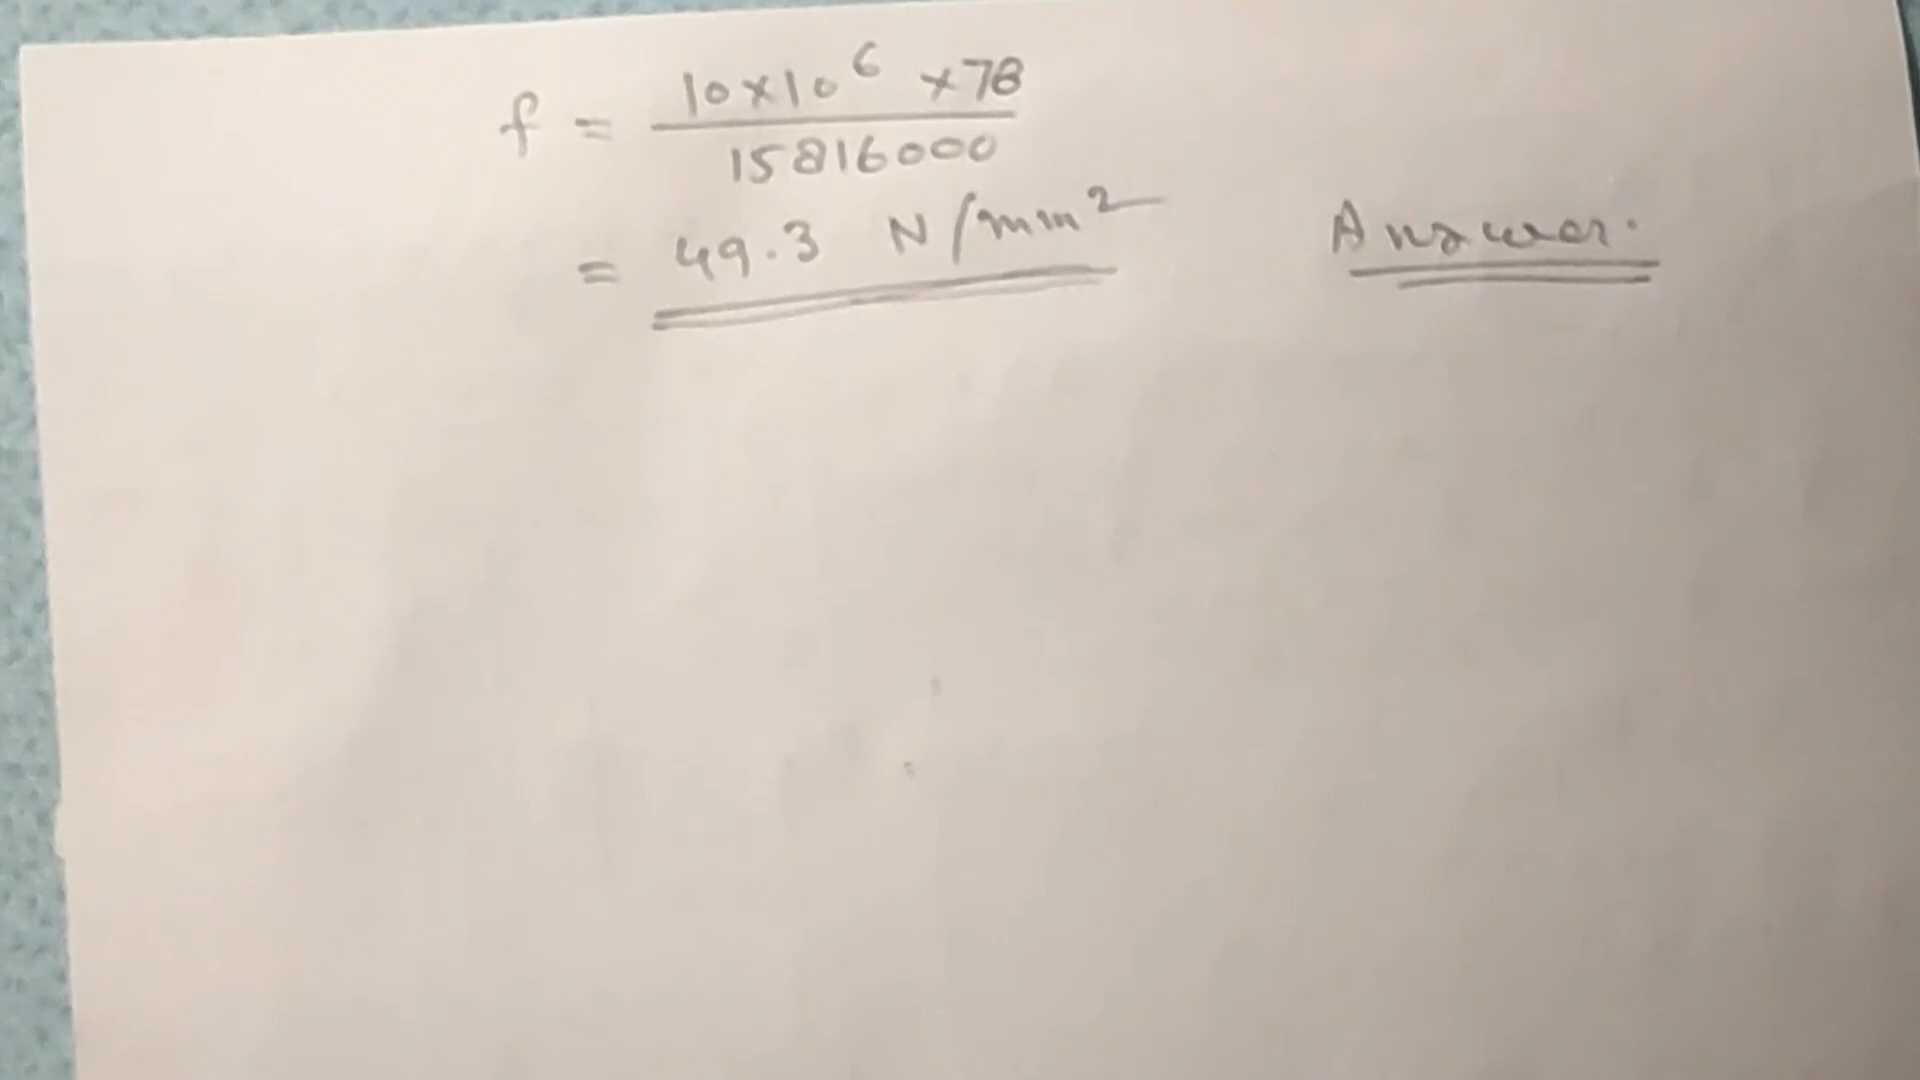 f = 10×10⁶ ×78 / 15816000
= 49.3 N/mm² Answer.